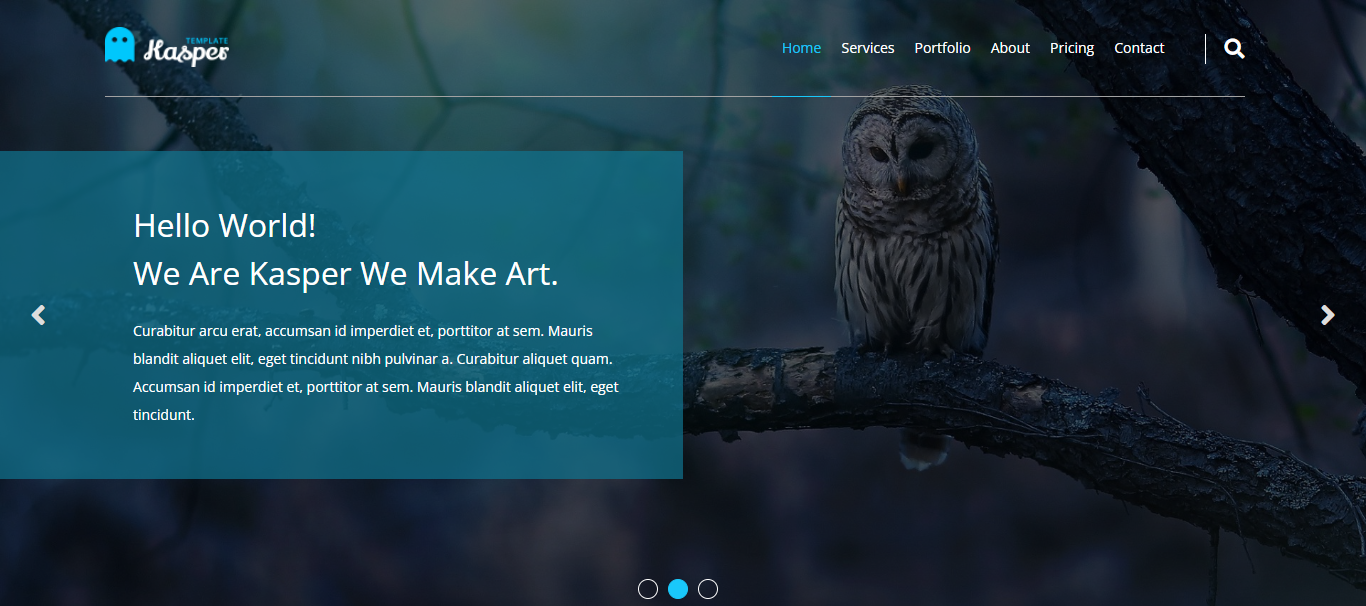 TEMPLATE
Kasper
Home Services Portfolio About Pricing Contact
Hello World!
We Are Kasper We Make Art.
Curabitur arcu erat, accumsan id imperdiet et, porttitor at sem. Mauris
blandit aliquet elit, eget tincidunt nibh pulvinar a. Curabitur aliquet quam.
Accumsan id imperdiet et, porttitor at sem. Mauris blandit aliquet elit, eget
tincidunt.